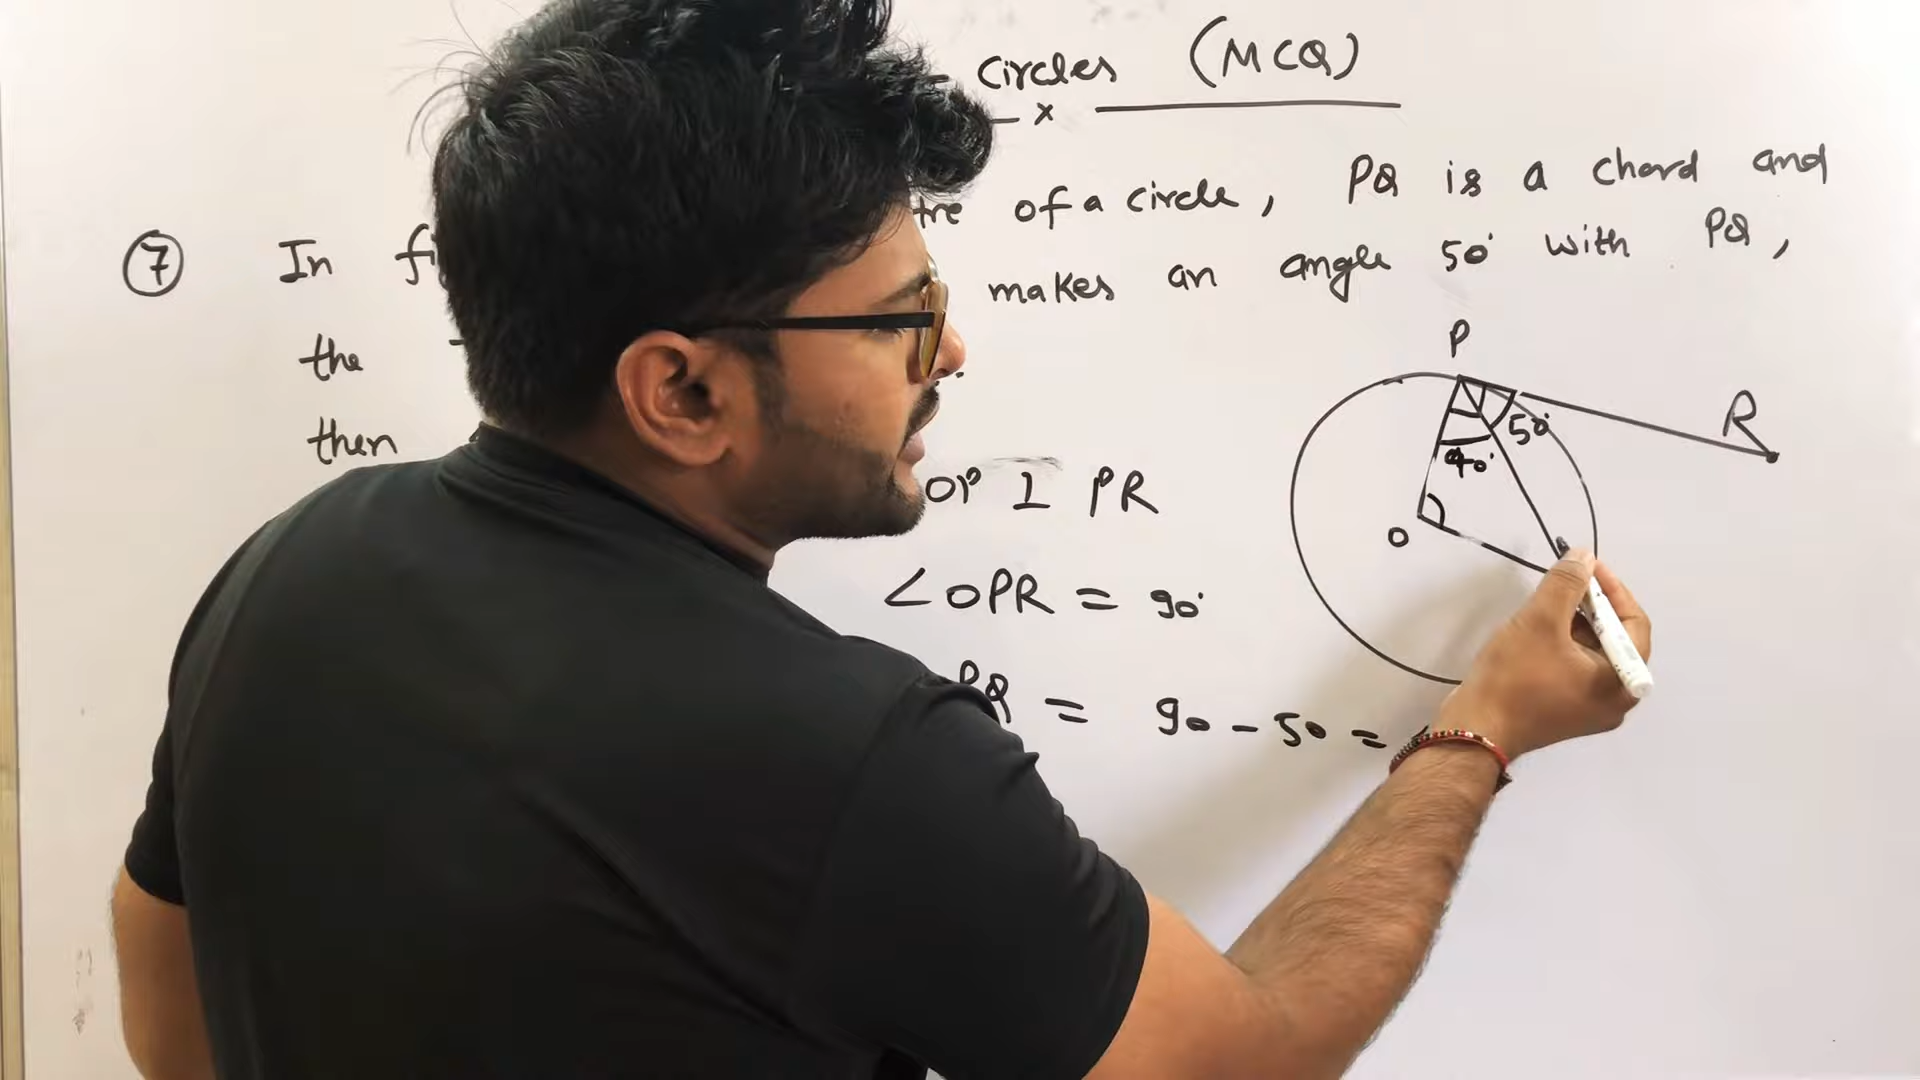 Circles (MCQ)
x
7 In of a circle, PQ is a chord and
the makes an angle 50° with PQ,
then
OP ⊥ PR
∠OPR = 90°
PQ = 90 - 50 =
P
R
50°
40°
O